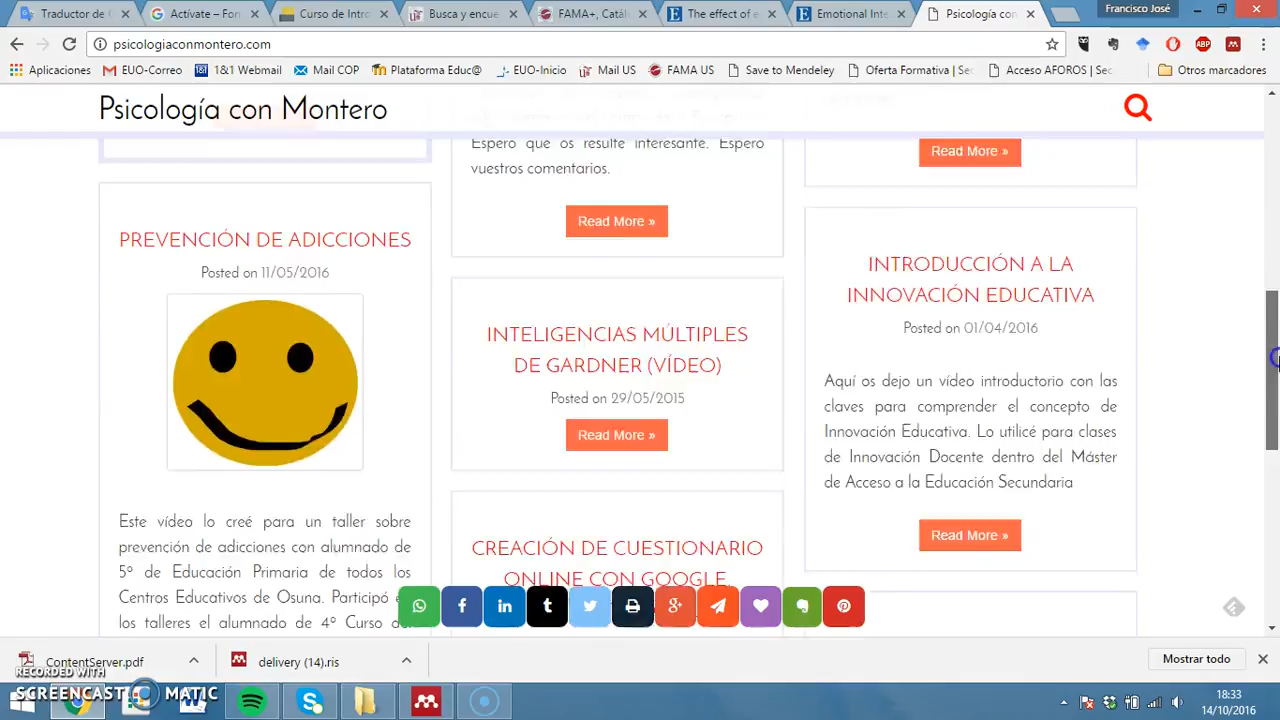 Traductor de
Actívate – For
Curso de Intro
Busca y encue
FAMA+, Catál
The effect of e
Emotional Inte
Psicología con
Francisco José
psicologiaconmontero.com
ABP
Aplicaciones
EUO-Correo
1&1 Webmail
Mail COP
Plataforma Educ@
EUO-Inicio
Mail US
FAMA US
Save to Mendeley
Oferta Formativa | Sec
Acceso AFOROS | Sec
Otros marcadores
Psicología con Montero
PREVENCIÓN DE ADICCIONES
Posted on 11/05/2016
Este vídeo lo creé para un taller sobre
prevención de adicciones con alumnado de
5º de Educación Primaria de todos los
Centros Educativos de Osuna. Participó e
los talleres el alumnado de 4º Curso de
Espero que os resulte interesante. Espero
vuestros comentarios.
Read More »
INTELIGENCIAS MÚLTIPLES
DE GARDNER (VÍDEO)
Posted on 29/05/2015
Read More »
CREACIÓN DE CUESTIONARIO
ONLINE CON GOOGLE.
Read More »
INTRODUCCIÓN A LA
INNOVACIÓN EDUCATIVA
Posted on 01/04/2016
Aquí os dejo un vídeo introductorio con las
claves para comprender el concepto de
Innovación Educativa. Lo utilicé para clases
de Innovación Docente dentro del Máster
de Acceso a la Educación Secundaria
Read More »
ContentServer.pdf
delivery (14).ris
Mostrar todo
RECORDED WITH
SCREENCAST MATIC
18:33
14/10/2016